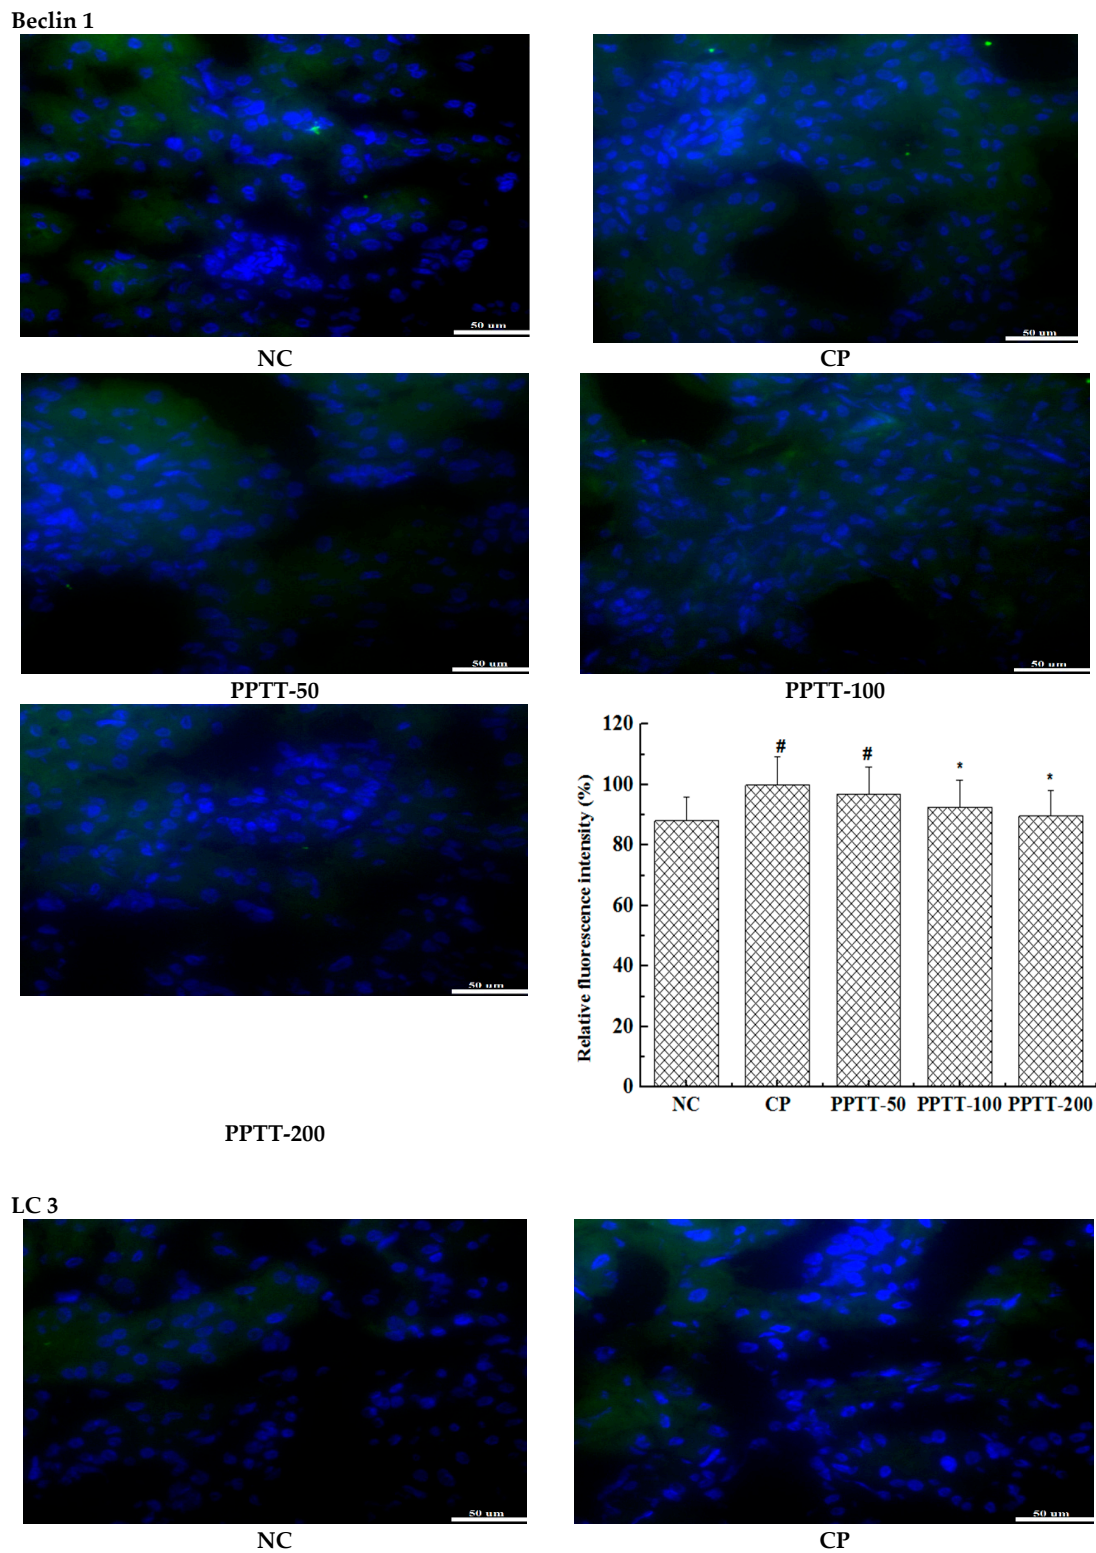 Beclin 1
50 um
50 um
NC
CP
50 um
50 um
PPTT-50
PPTT-100
50 um
120
100
80
60
40
20
0
Relative fluorescence intensity (%)
#
#
*
*
NC CP PPTT-50 PPTT-100 PPTT-200
PPTT-200
LC 3
50 um
50 um
NC
CP